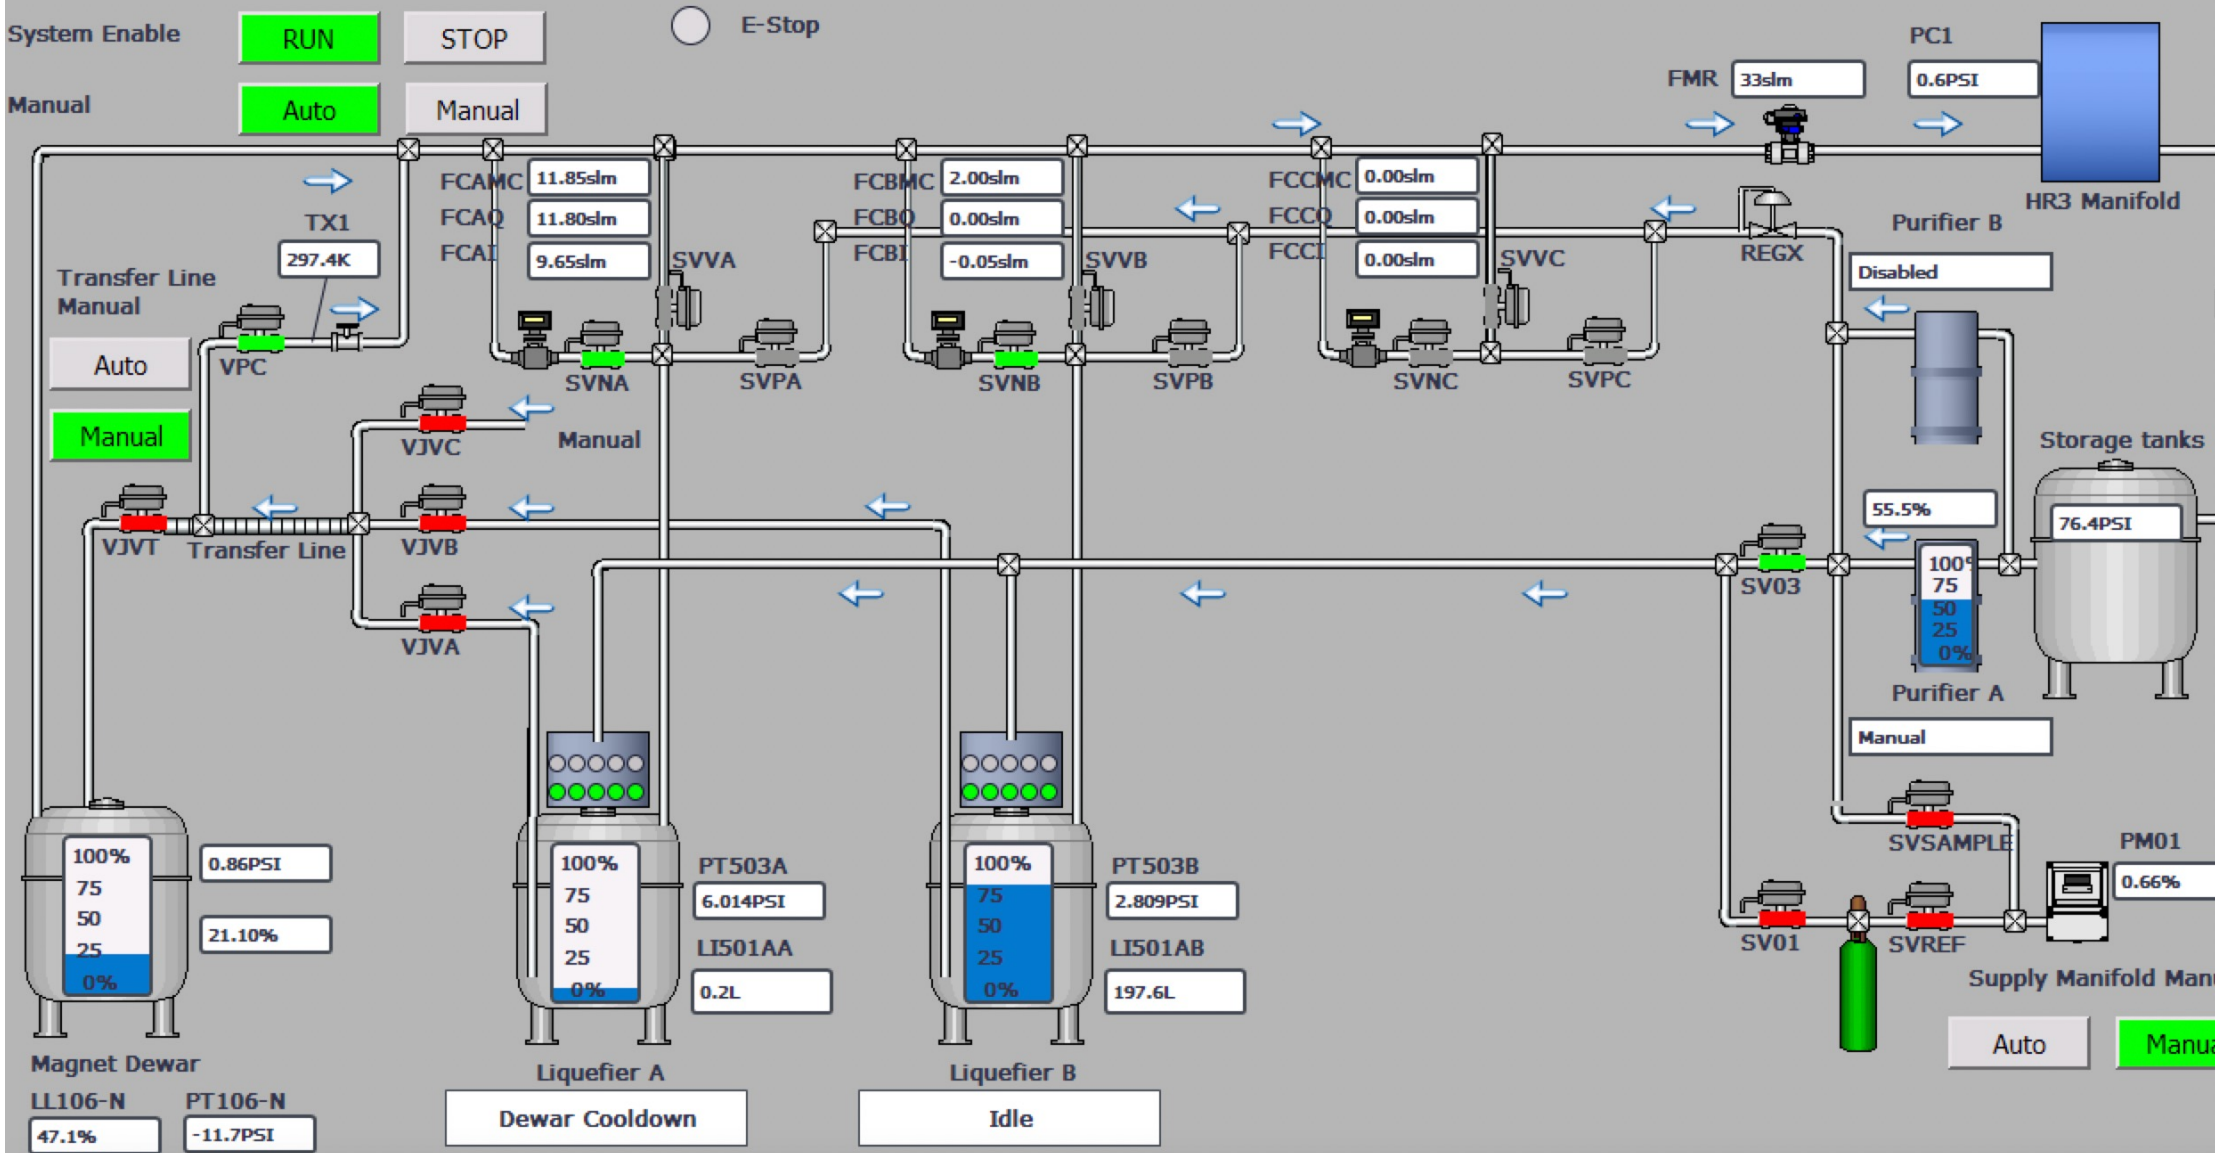 System Enable
RUN
STOP
E-Stop
PC1
FMR
33slm
0.6PSI
Manual
Auto
Manual
HR3 Manifold
FCAMC
11.85slm
FCAQ
11.80slm
FCAI
9.65slm
FCBMC
2.00slm
FCBQ
0.00slm
FCBI
-0.05slm
FCCMC
0.00slm
FCCQ
0.00slm
FCCI
0.00slm
TX1
297.4K
SVVA
SVVB
SVVC
REGX
Purifier B
Disabled
Transfer Line
Manual
Auto
Manual
VPC
SVNA
SVPA
SVNB
SVPB
SVNC
SVPC
VJVC
Manual
Storage tanks
76.4PSI
55.5%
VJVT
Transfer Line
VJVB
VJVA
SV03
100%
75
50
25
0%
Purifier A
Manual
SVSAMPLE
PM01
0.66%
SV01
SVREF
Supply Manifold Manu
Auto
Manua
100%
75
50
25
0%
0.86PSI
21.10%
Magnet Dewar
LL106-N
PT106-N
47.1%
-11.7PSI
100%
75
50
25
0%
PT503A
6.014PSI
LI501AA
0.2L
Liquefier A
Dewar Cooldown
100%
75
50
25
0%
PT503B
2.809PSI
LI501AB
197.6L
Liquefier B
Idle